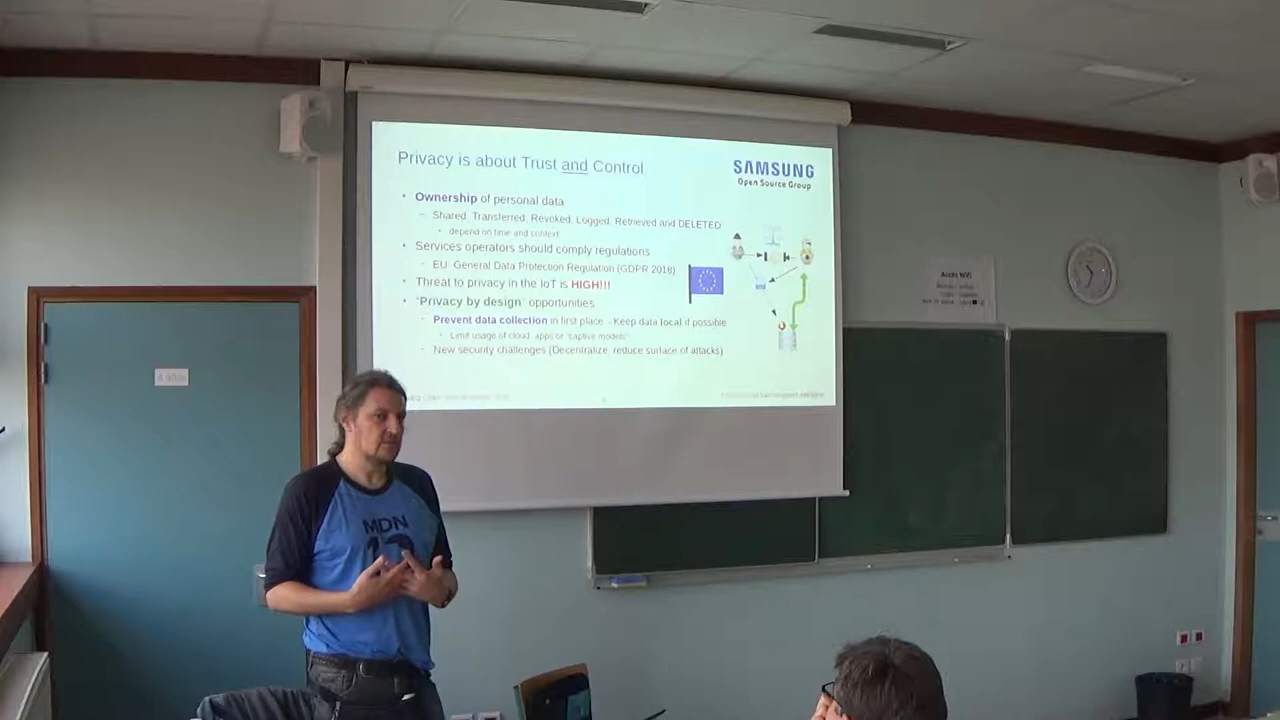 Privacy is about Trust and Control
SAMSUNG
Open Source Group
Ownership of personal data
Shared, Transferred, Revoked, Logged, Retrieved and DELETED
depend on time and context
Services operators should comply regulations
EU: General Data Protection Regulation (GDPR 2018)
Threat to privacy in the IoT is HIGH!!!
"Privacy by design" opportunities
Prevent data collection in first place - Keep data local if possible
Limit usage of cloud, apps or "captive models"
New security challenges (Decentralize, reduce surface of attacks)
Accès WiFi
MDN